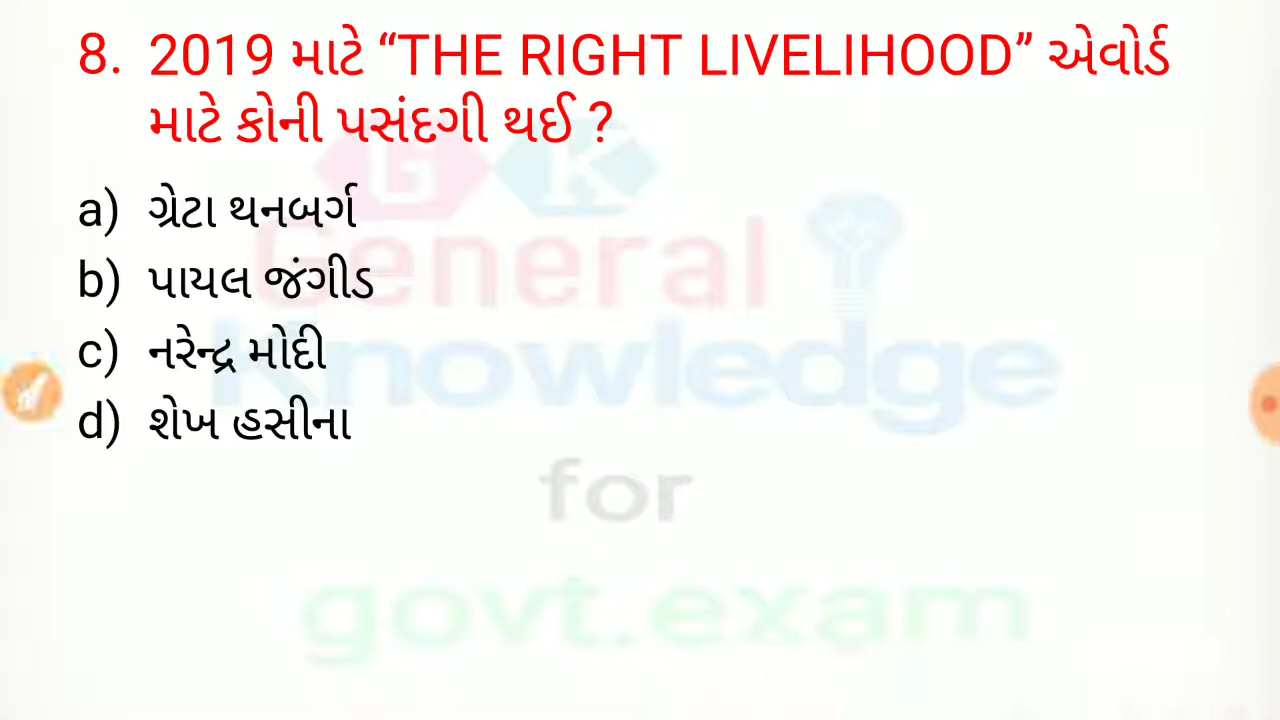 8. 2019 માટે “THE RIGHT LIVELIHOOD” એવોર્ડ
માટે કોની પસંદગી થઈ ?
G K
a) ગ્રેટા થનબર્ગ
General
b) પાયલ જંગીડ
c) નરેન્દ્ર મોદી
Knowledge
d) શેખ હસીના
for
govt.exam